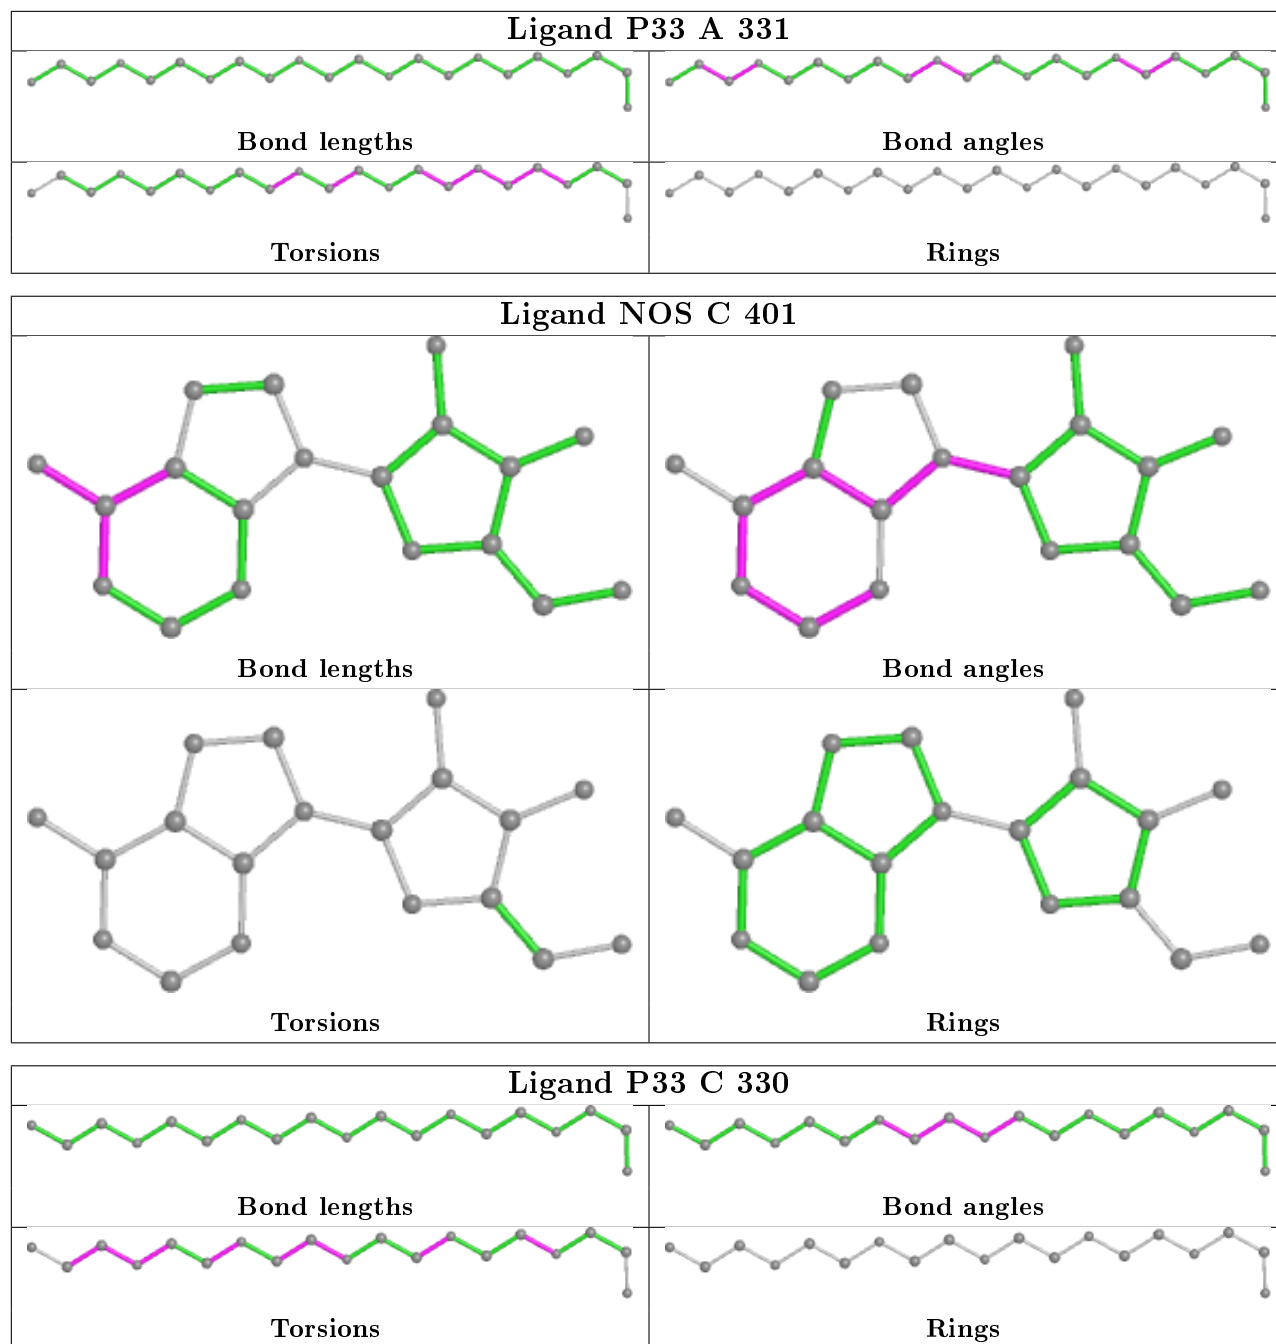 Ligand P33 A 331
Bond lengths
Bond angles
Torsions
Rings
Ligand NOS C 401
Bond lengths
Bond angles
Torsions
Rings
Ligand P33 C 330
Bond lengths
Bond angles
Torsions
Rings